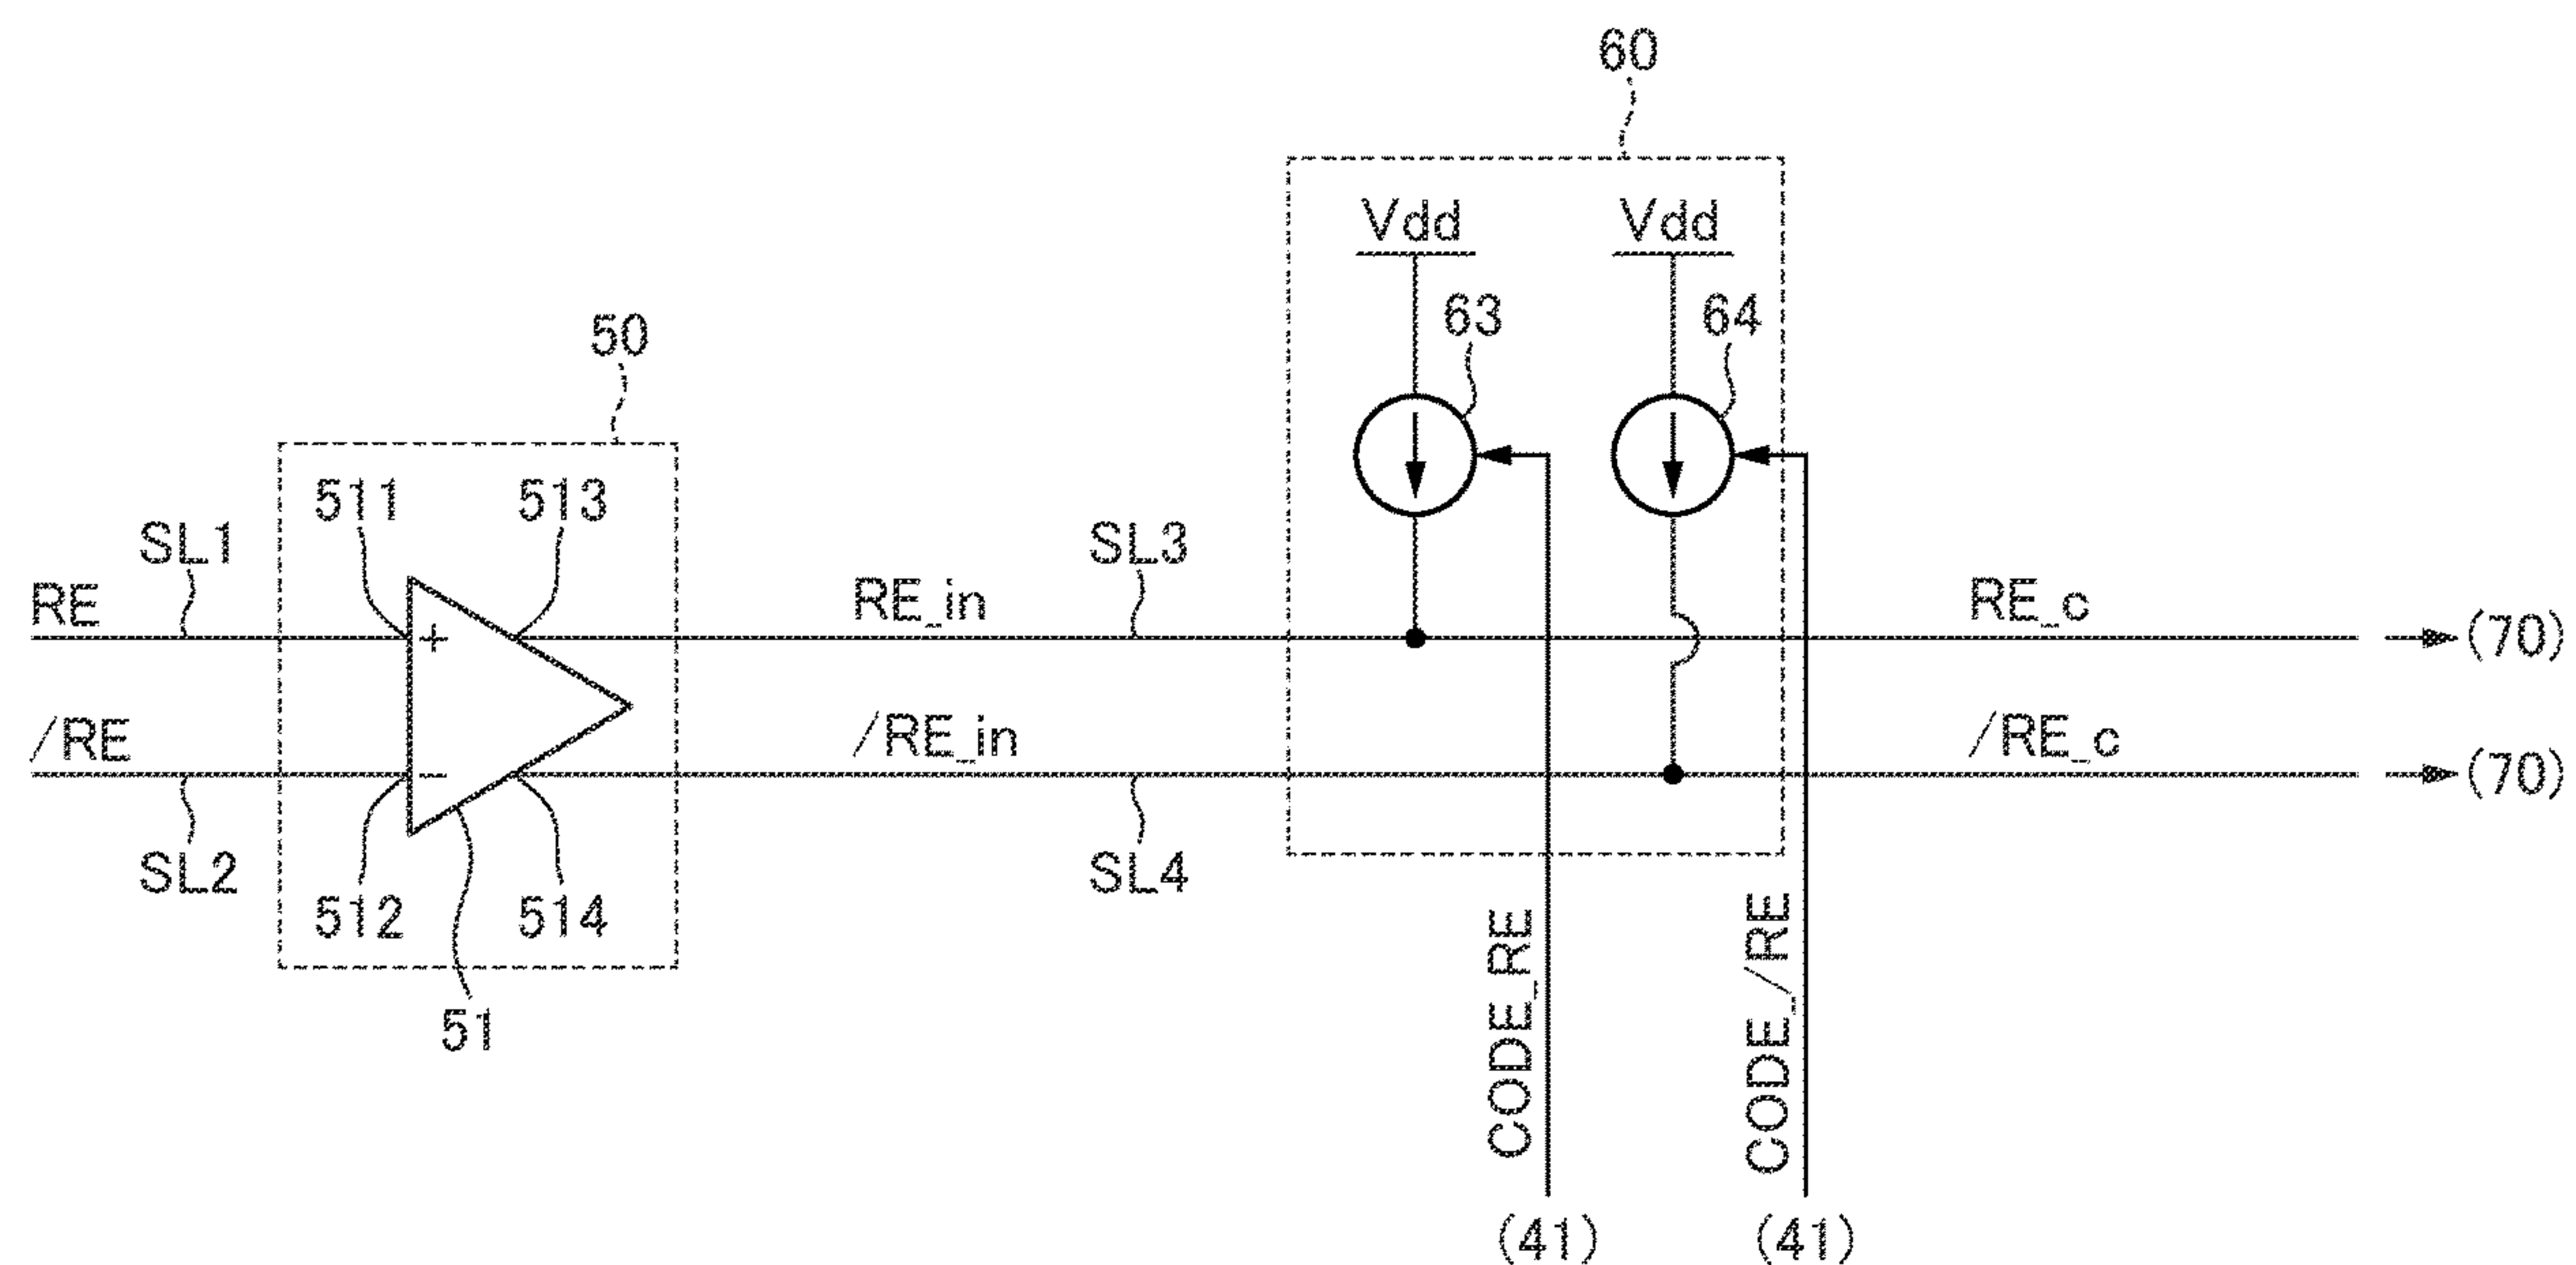 60
Vdd
Vdd
63
64
50
511
513
SL1
SL3
RE
RE_in
RE_c
+
(70)
/RE
/RE_in
/RE_c
−
(70)
SL2
SL4
512
514
51
CODE_RE
CODE_/RE
(41)
(41)